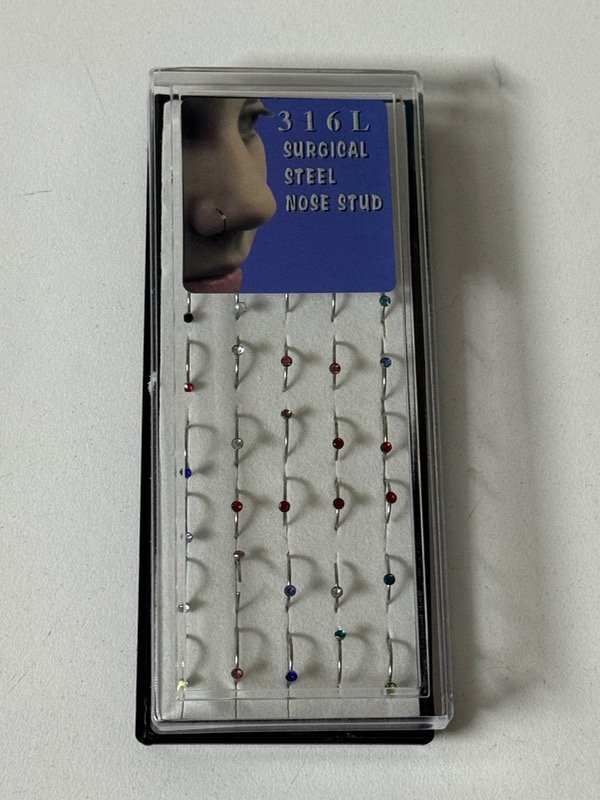 316L
SURGICAL
STEEL
NOSE STUD